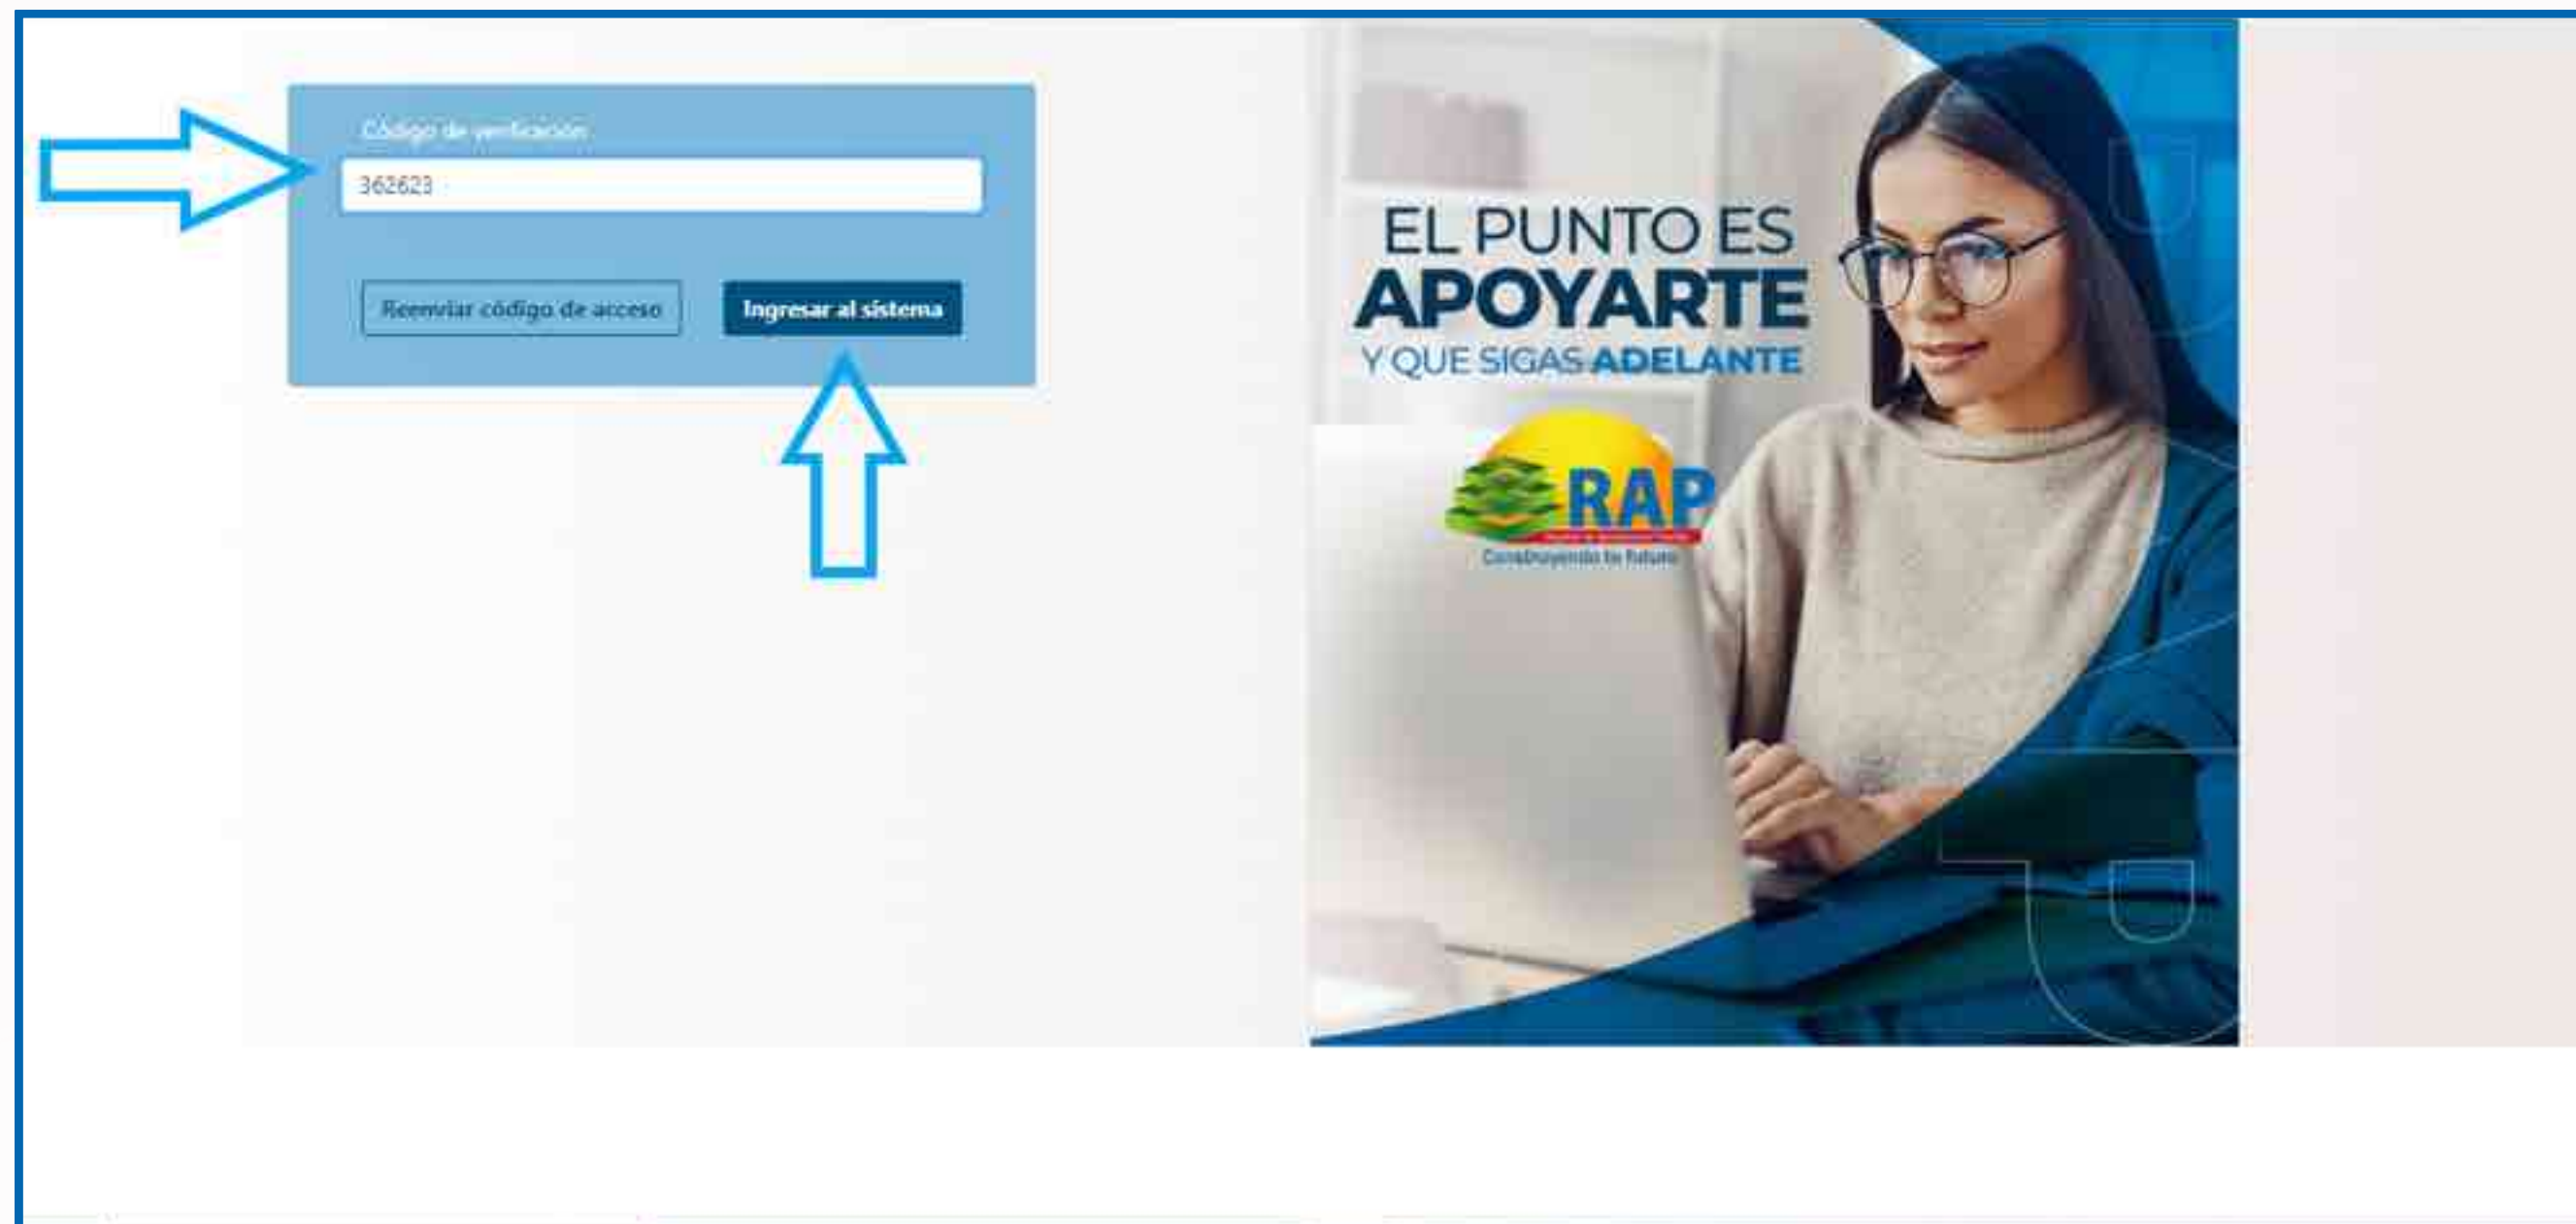 Código de verificación
362623
Reenviar código de acceso
Ingresar al sistema
EL PUNTO ES
APOYARTE
Y QUE SIGAS ADELANTE
RAP
Construyendo tu futuro